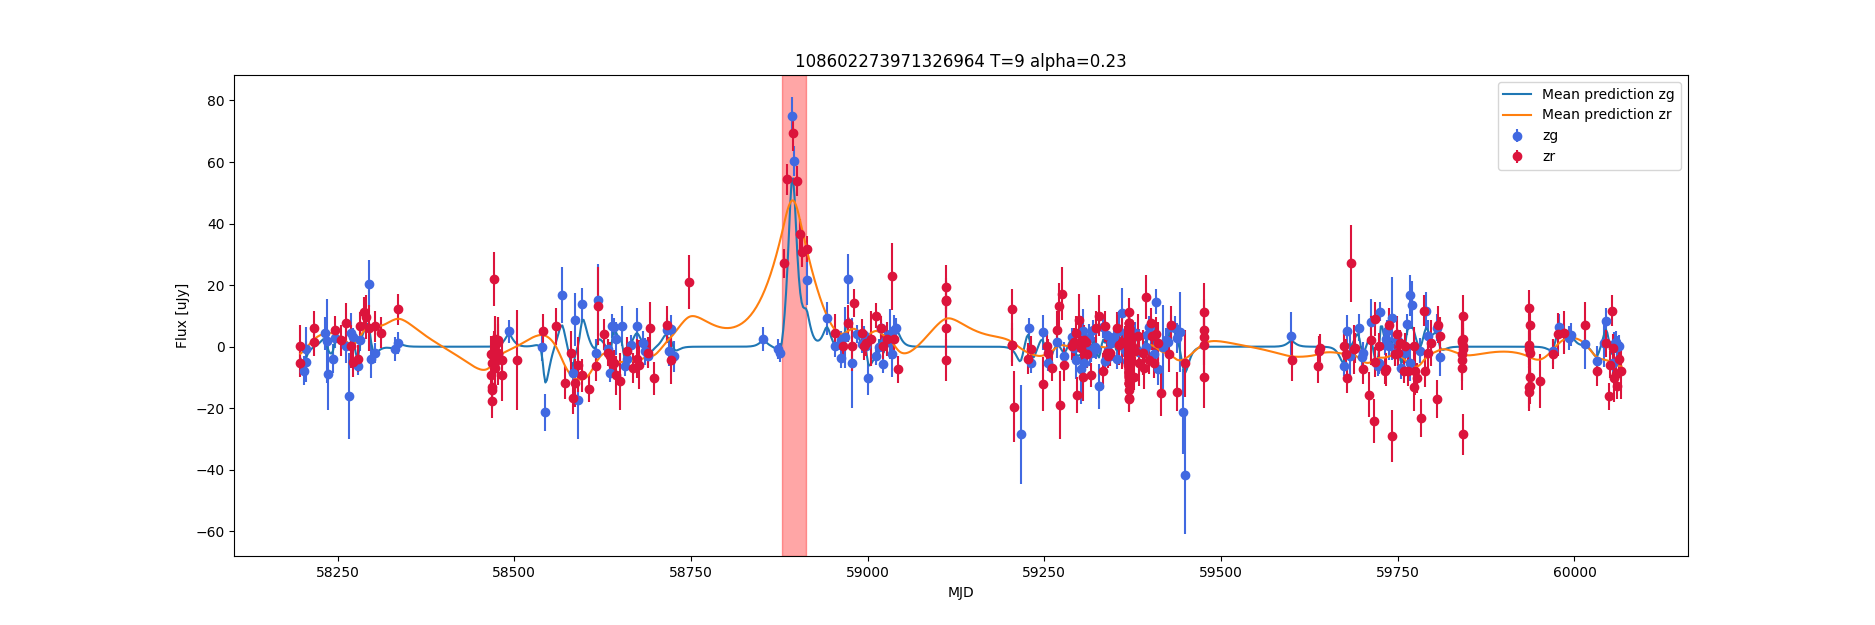 108602273971326964 T=9 alpha=0.23
Flux [uJy]
80
60
40
20
0
−20
−40
−60
Mean prediction zg
Mean prediction zr
zg
zr
58250 58500 58750 59000 59250 59500 59750 60000
MJD